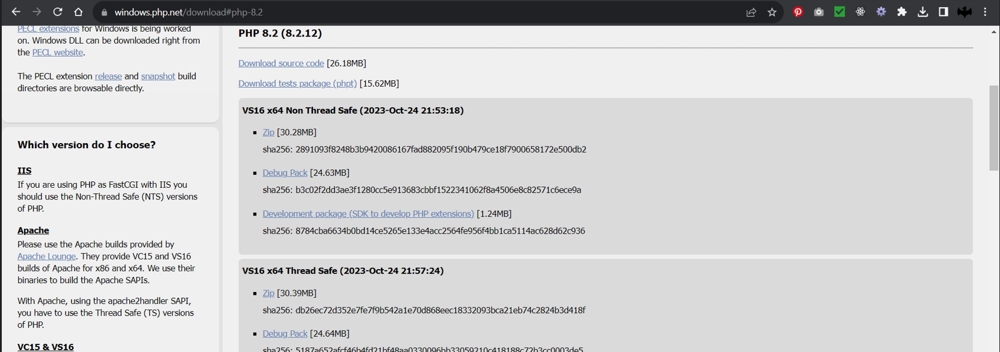 windows.php.net/download#php-8.2
PECL extensions for Windows is being worked
on. Windows DLL can be downloaded right from
the PECL website.
The PECL extension release and snapshot build
directories are browsable directly.
Which version do I choose?
IIS
If you are using PHP as FastCGI with IIS you
should use the Non-Thread Safe (NTS) versions
of PHP.
Apache
Please use the Apache builds provided by
Apache Lounge. They provide VC15 and VS16
builds of Apache for x86 and x64. We use their
binaries to build the Apache SAPIs.
With Apache, using the apache2handler SAPI,
you have to use the Thread Safe (TS) versions
of PHP.
VC15 & VS16
PHP 8.2 (8.2.12)
Download source code [26.18MB]
Download tests package (phpt) [15.62MB]
VS16 x64 Non Thread Safe (2023-Oct-24 21:53:18)
Zip [30.28MB]
sha256: 2891093f8248b3b9420086167fad882095f190b479ce18f7900658172e500db2
Debug Pack [24.63MB]
sha256: b3c02f2dd3ae3f1280cc5e913683cbbf1522341062f8a4506e8c82571c6ece9a
Development package (SDK to develop PHP extensions) [1.24MB]
sha256: 8784cba6634b0bd14ce5265e133e4acc2564fe956f4bb1ca5114ac628d62c936
VS16 x64 Thread Safe (2023-Oct-24 21:57:24)
Zip [30.39MB]
sha256: db26ec72d352e7fe7f9b542a1e70d868eec18332093bca21eb74c2824b3d418f
Debug Pack [24.64MB]
sha256: 5187a652afcf46b4fd21bf48aa0330096bb33059210c418188c72b3cc0003de5